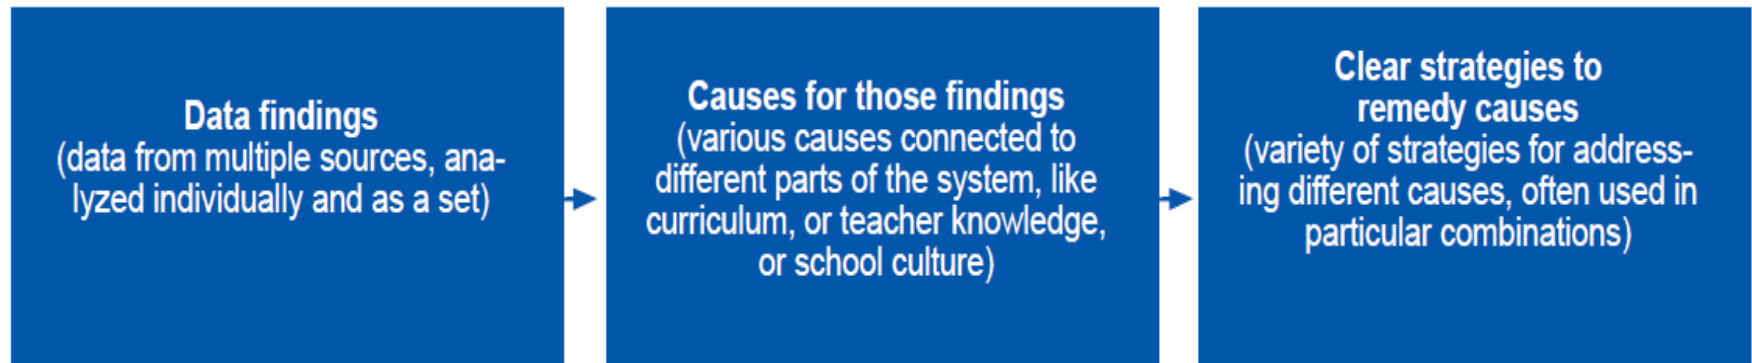 Data findings
(data from multiple sources, ana-
lyzed individually and as a set)
Causes for those findings
(various causes connected to
different parts of the system, like
curriculum, or teacher knowledge,
or school culture)
Clear strategies to
remedy causes
(variety of strategies for address-
ing different causes, often used in
particular combinations)